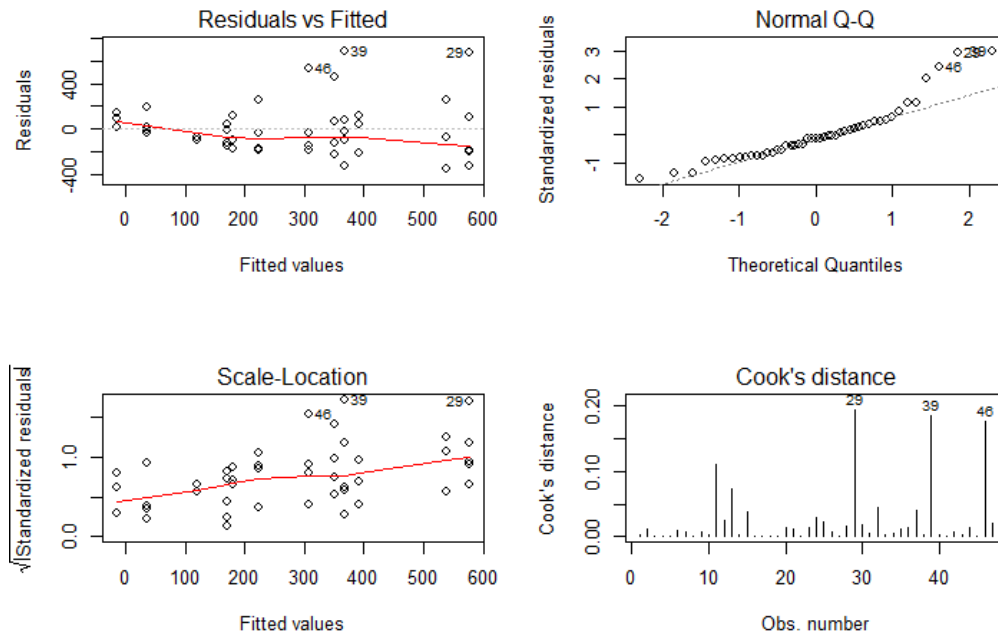 Residuals vs Fitted
Residuals
400
0
-400
39
46
29
0 100 200 300 400 500 600
Fitted values
Normal Q-Q
Standardized residuals
3
1
-1
46
39
-2 -1 0 1 2
Theoretical Quantiles
Scale-Location
√|Standardized residuals|
1.0
0.0
39
46
29
0 100 200 300 400 500 600
Fitted values
Cook's distance
Cook's distance
0.20
0.10
0.00
29
39
46
0 10 20 30 40
Obs. number